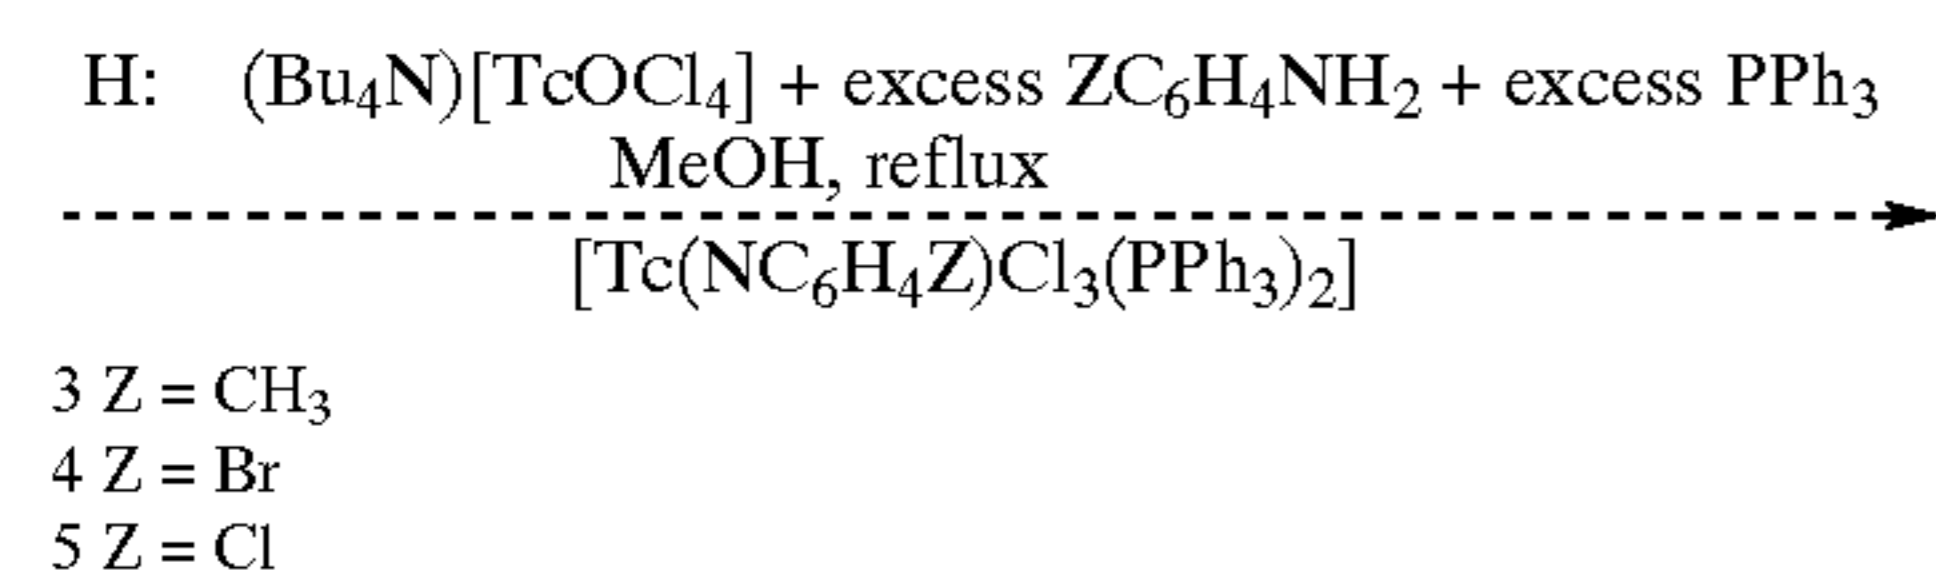 H: (Bu₄N)[TcOCl₄] + excess ZC₆H₄NH₂ + excess PPh₃
MeOH, reflux
[Tc(NC₆H₄Z)Cl₃(PPh₃)₂]
3 Z = CH₃
4 Z = Br
5 Z = Cl